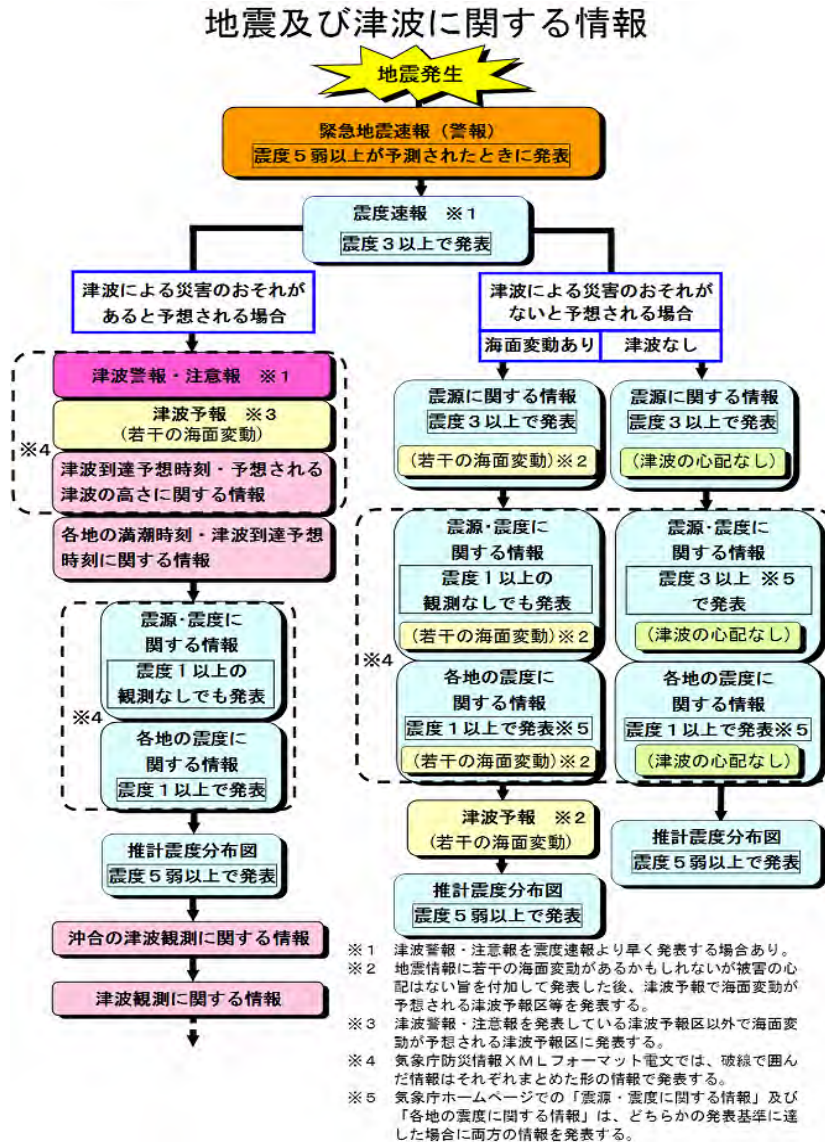 地震及び津波に関する情報
地震発生
緊急地震速報（警報）
震度５弱以上が予測されたときに発表
震度速報　※１
震度３以上で発表
津波による災害のおそれが
あると予想される場合
津波警報・注意報　※１
津波予報　※３
(若干の海面変動)
※４
津波到達予想時刻・予想される
津波の高さに関する情報
各地の満潮時刻・津波到達予想
時刻に関する情報
震源･震度に
関する情報
震度１以上の
観測なしでも発表
※４
各地の震度に
関する情報
震度１以上で発表
推計震度分布図
震度５弱以上で発表
沖合の津波観測に関する情報
津波観測に関する情報
津波による災害のおそれが
ないと予想される場合
海面変動あり
津波なし
震源に関する情報
震度３以上で発表
(若干の海面変動)※２
震源･震度に
関する情報
震度１以上の
観測なしでも発表
(若干の海面変動)※２
※４
各地の震度に
関する情報
震度１以上で発表※５
(若干の海面変動)※２
津波予報　※２
(若干の海面変動)
推計震度分布図
震度５弱以上で発表
震源に関する情報
震度３以上で発表
(津波の心配なし)
震源･震度に
関する情報
震度３以上　※５
で発表
(津波の心配なし)
各地の震度に
関する情報
震度１以上で発表※５
(津波の心配なし)
推計震度分布図
震度５弱以上で発表
※１　津波警報・注意報を震度速報より早く発表する場合あり。
※２　地震情報に若干の海面変動があるかもしれないが被害の心
配はない旨を付加して発表した後、津波予報で海面変動が
予想される津波予報区等を発表する。
※３　津波警報・注意報を発表している津波予報区以外で海面変
動が予想される津波予報区に発表する。
※４　気象庁防災情報ＸＭＬフォーマット電文では、破線で囲ん
だ情報はそれぞれまとめた形の情報で発表する。
※５　気象庁ホームページでの「震源・震度に関する情報」及び
「各地の震度に関する情報」は、どちらかの発表基準に達
した場合に両方の情報を発表する。